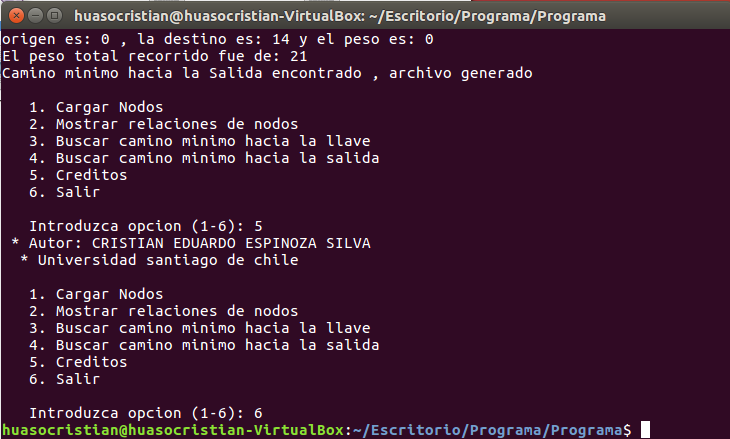 huasocristian@huasocristian-VirtualBox: ~/Escritorio/Programa/Programa
origen es: 0 , la destino es: 14 y el peso es: 0
El peso total recorrido fue de: 21
Camino minimo hacia la Salida encontrado , archivo generado
1. Cargar Nodos
2. Mostrar relaciones de nodos
3. Buscar camino minimo hacia la llave
4. Buscar camino minimo hacia la salida
5. Creditos
6. Salir
Introduzca opcion (1-6): 5
* Autor: CRISTIAN EDUARDO ESPINOZA SILVA
* Universidad santiago de chile
1. Cargar Nodos
2. Mostrar relaciones de nodos
3. Buscar camino minimo hacia la llave
4. Buscar camino minimo hacia la salida
5. Creditos
6. Salir
Introduzca opcion (1-6): 6
huasocristian@huasocristian-VirtualBox:~/Escritorio/Programa/Programa$